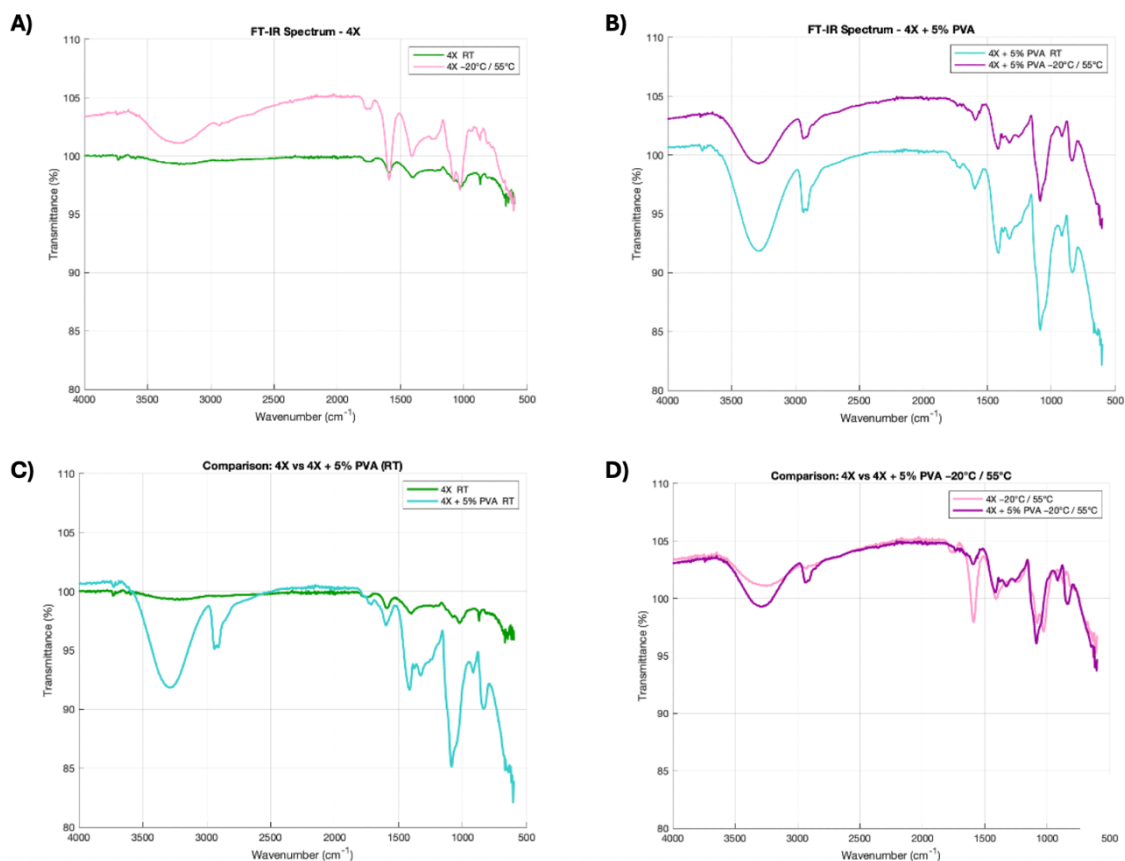 A)
FT-IR Spectrum - 4X
4X RT
4X −20°C / 55°C
110
105
100
95
90
85
80
Transmittance (%)
4000 3500 3000 2500 2000 1500 1000 500
Wavenumber (cm⁻¹)
B)
FT-IR Spectrum - 4X + 5% PVA
4X + 5% PVA RT
4X + 5% PVA −20°C / 55°C
110
105
100
95
90
85
80
Transmittance (%)
4000 3500 3000 2500 2000 1500 1000 500
Wavenumber (cm⁻¹)
C)
Comparison: 4X vs 4X + 5% PVA (RT)
4X RT
4X + 5% PVA RT
110
105
100
95
90
85
80
Transmittance (%)
4000 3500 3000 2500 2000 1500 1000 500
Wavenumber (cm⁻¹)
D)
Comparison: 4X vs 4X + 5% PVA −20°C / 55°C
4X −20°C / 55°C
4X + 5% PVA −20°C / 55°C
110
105
100
95
90
85
80
Transmittance (%)
4000 3500 3000 2500 2000 1500 1000 500
Wavenumber (cm⁻¹)